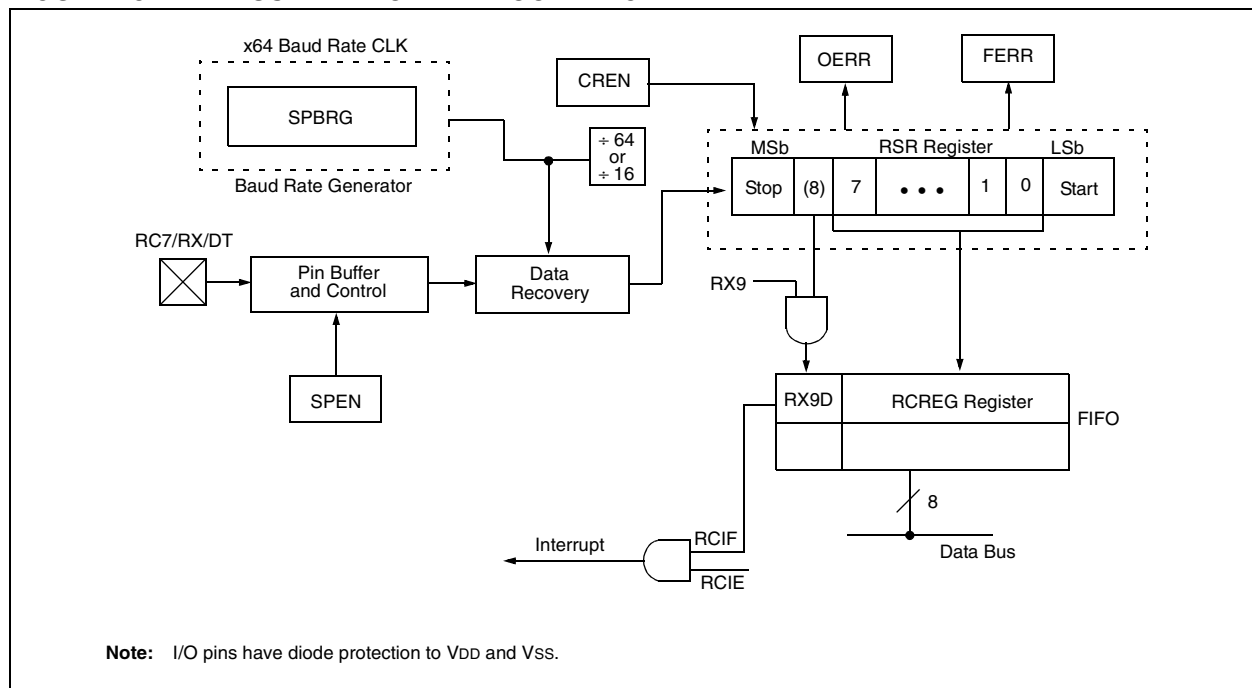 x64 Baud Rate CLK
SPBRG
Baud Rate Generator
CREN
OERR
FERR
÷ 64
or
÷ 16
MSb
RSR Register
LSb
Stop
(8)
7
• • •
1
0
Start
RC7/RX/DT
Pin Buffer
and Control
Data
Recovery
RX9
SPEN
RX9D
RCREG Register
FIFO
8
Data Bus
Interrupt
RCIF
RCIE
Note: I/O pins have diode protection to VDD and VSS.